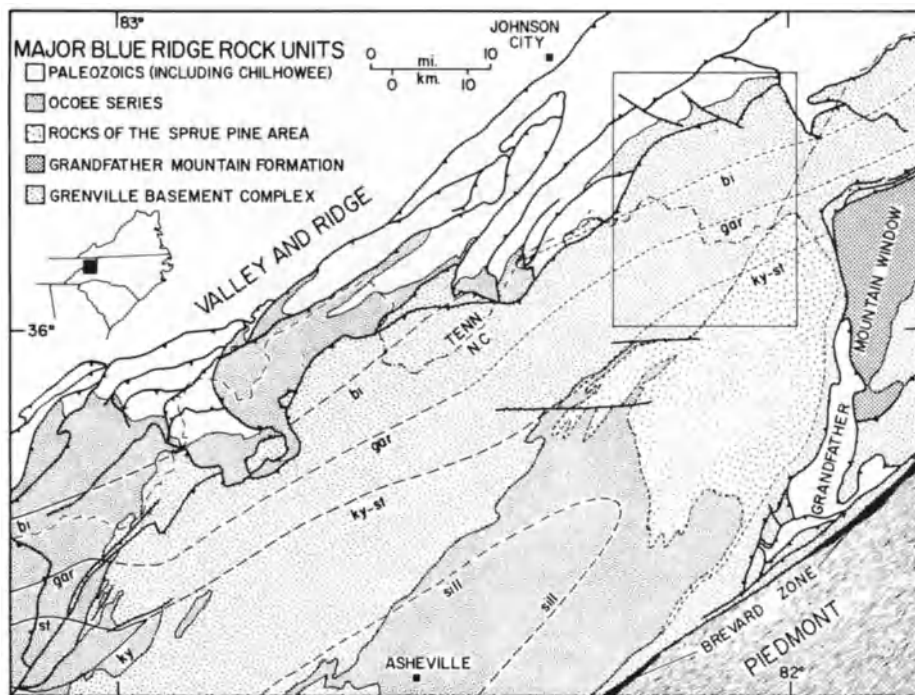 83°
JOHNSON
CITY
82°
MAJOR BLUE RIDGE ROCK UNITS
PALEOZOICS (INCLUDING CHILHOWEE)
OCOEE SERIES
ROCKS OF THE SPRUE PINE AREA
GRANDFATHER MOUNTAIN FORMATION
GRENVILLE BASEMENT COMPLEX
0 10
mi.
km.
0 10
VALLEY AND RIDGE
bi
gar
ky-st
36°
TENN
N.C.
MOUNTAIN WINDOW
GRANDFATHER
bi
gar
ky-st
bi
gar
st
ky
sill
sill
BREVARD ZONE
PIEDMONT
ASHEVILLE
82°